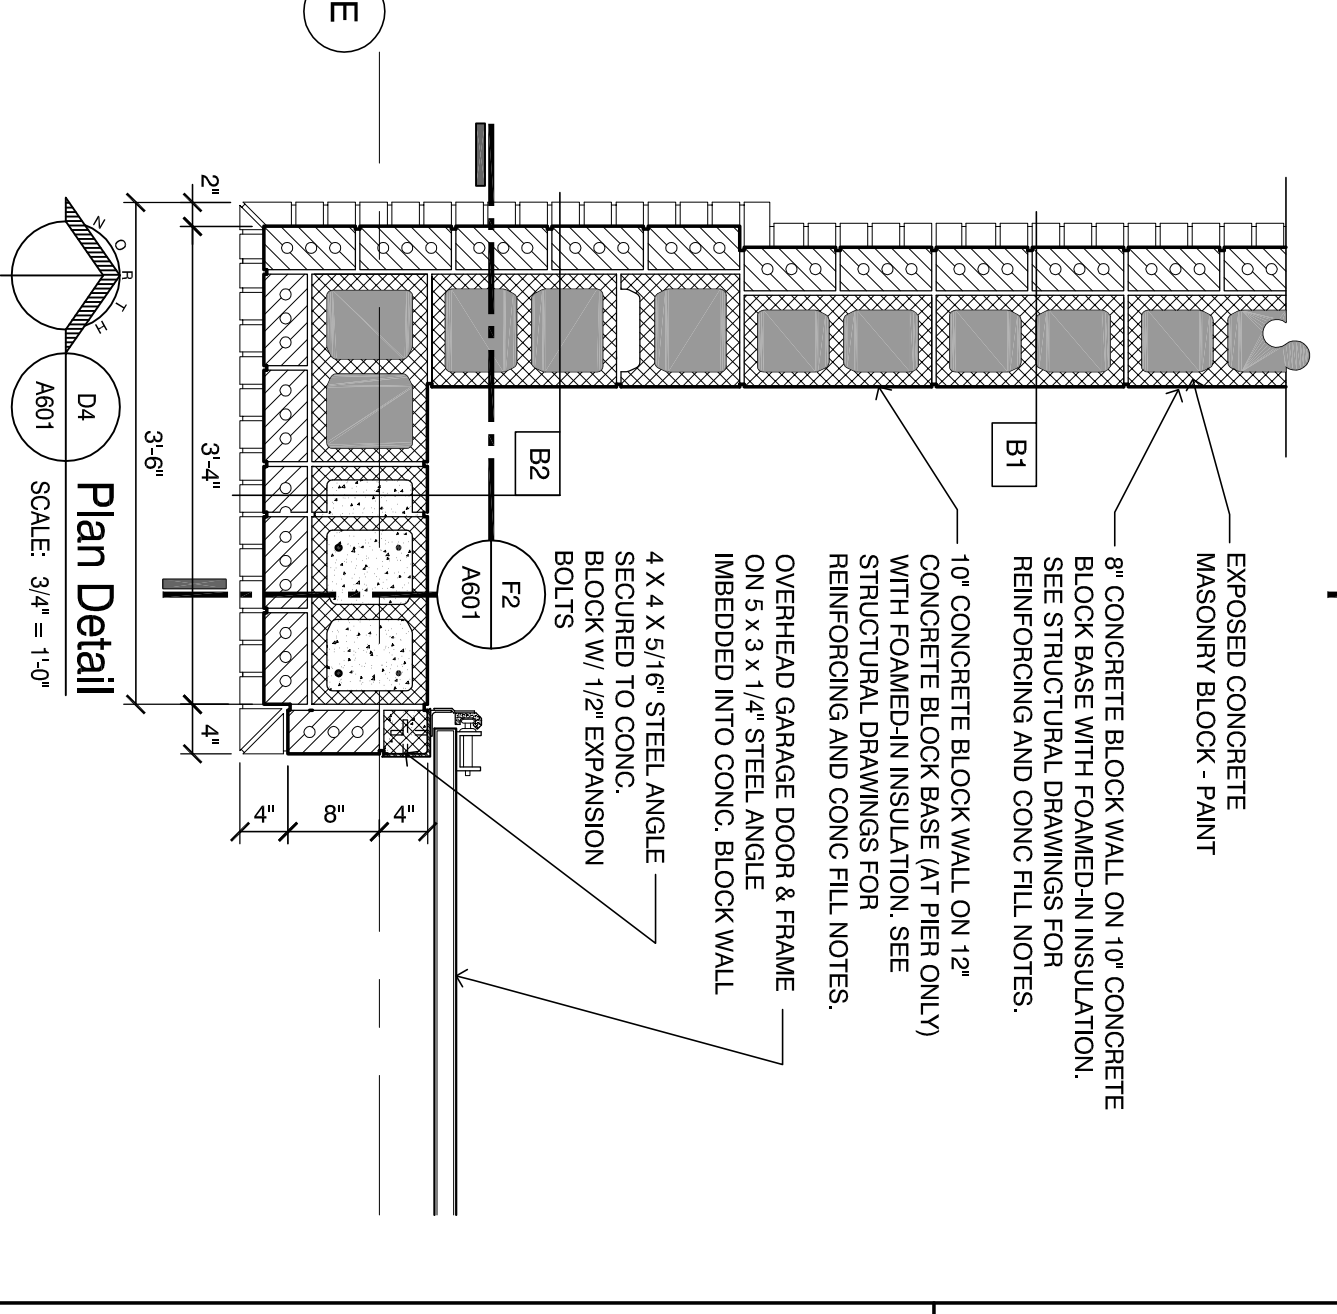 E
EXPOSED CONCRETE
MASONRY BLOCK - PAINT
8" CONCRETE BLOCK WALL ON 10" CONCRETE
BLOCK BASE WITH FOAMED-IN INSULATION.
SEE STRUCTURAL DRAWINGS FOR
REINFORCING AND CONC FILL NOTES.
B1
10" CONCRETE BLOCK WALL ON 12"
CONCRETE BLOCK BASE (AT PIER ONLY)
WITH FOAMED-IN INSULATION. SEE
STRUCTURAL DRAWINGS FOR
REINFORCING AND CONC FILL NOTES.
OVERHEAD GARAGE DOOR & FRAME
ON 5 x 3 x 1/4" STEEL ANGLE
IMBEDDED INTO CONC. BLOCK WALL
4 X 4 X 5/16" STEEL ANGLE
SECURED TO CONC.
BLOCK W/ 1/2" EXPANSION
BOLTS
B2
F2
A601
2"
3'-4"
4"
3'-6"
4"
8"
4"
NORTH
D4
A601
Plan Detail
SCALE: 3/4" = 1'-0"